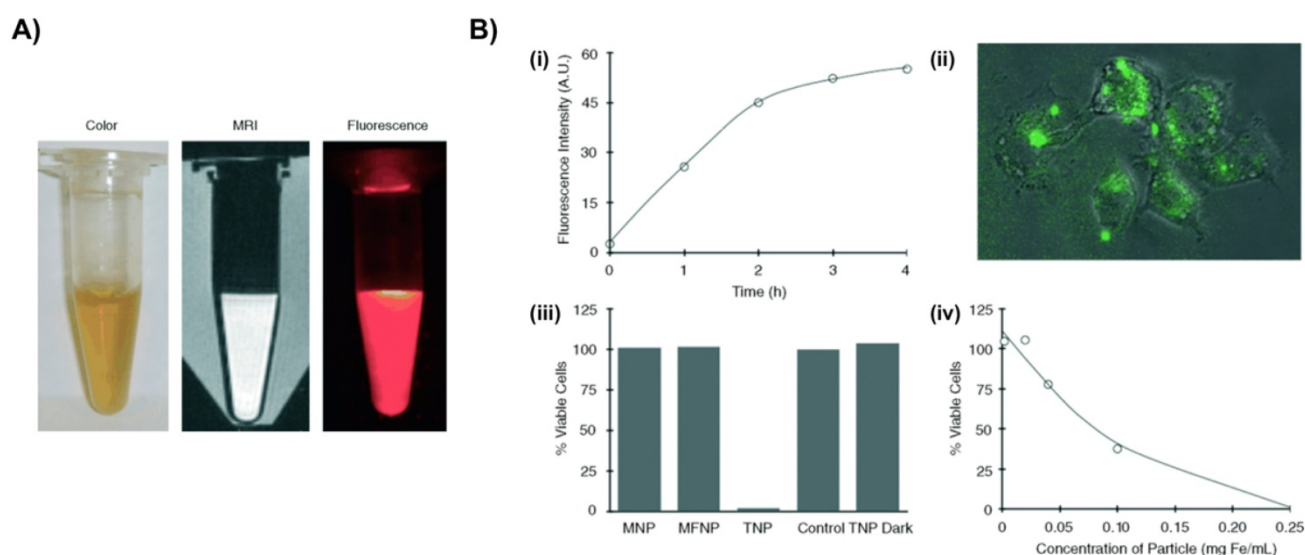 A)
Color MRI Fluorescence
B)
(i)
Fluorescence Intensity (A.U.)
60
45
30
15
0
0 1 2 3 4
Time (h)
(ii)
(iii)
% Viable Cells
125
100
75
50
25
0
MNP MFNP TNP Control TNP Dark
(iv)
% Viable Cells
125
100
75
50
25
0
0 0.05 0.10 0.15 0.20 0.25
Concentration of Particle (mg Fe/mL)